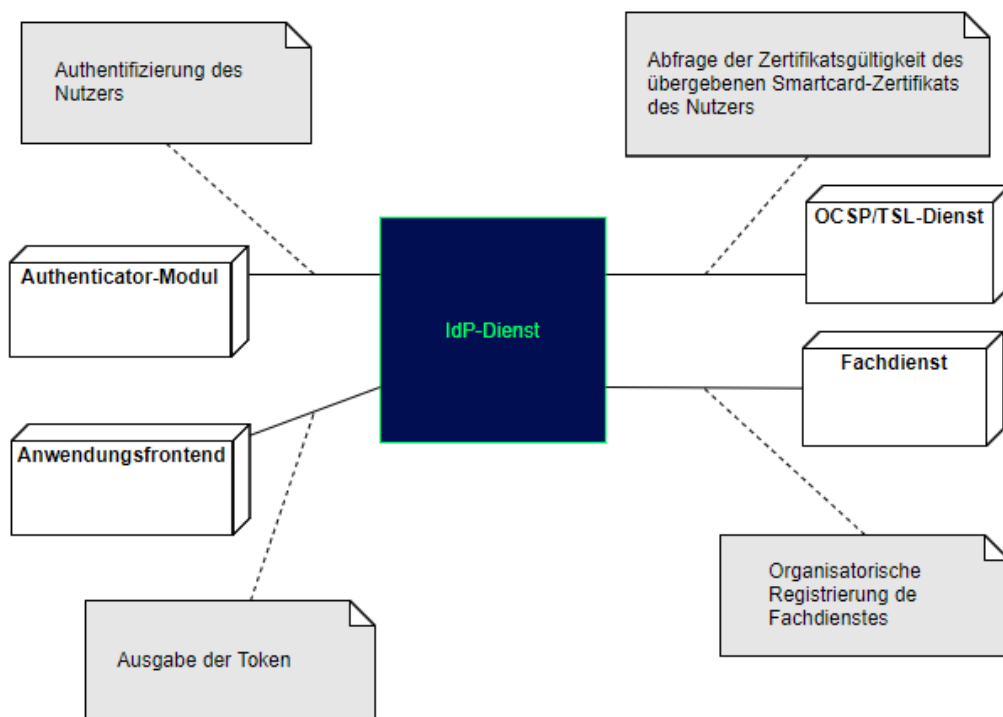 Authentifizierung des
Nutzers
Abfrage der Zertifikatsgültigkeit des
übergebenen Smartcard-Zertifikats
des Nutzers
OCSP/TSL-Dienst
Authenticator-Modul
IdP-Dienst
Fachdienst
Anwendungsfrontend
Organisatorische
Registrierung de
Fachdienstes
Ausgabe der Token